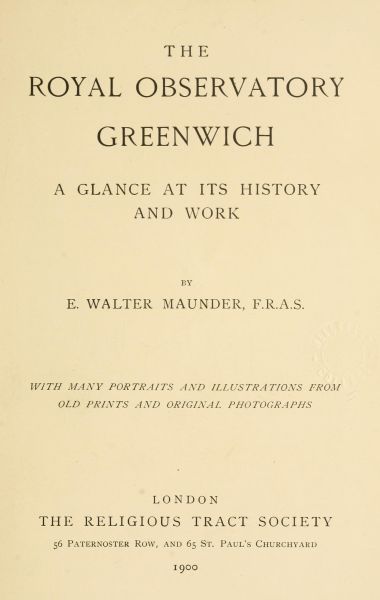 THE
ROYAL OBSERVATORY
GREENWICH
A GLANCE AT ITS HISTORY
AND WORK
BY
E. WALTER MAUNDER, F.R.A.S.
WITH MANY PORTRAITS AND ILLUSTRATIONS FROM
OLD PRINTS AND ORIGINAL PHOTOGRAPHS
LONDON
THE RELIGIOUS TRACT SOCIETY
56 PATERNOSTER ROW, AND 65 ST. PAUL'S CHURCHYARD
1900